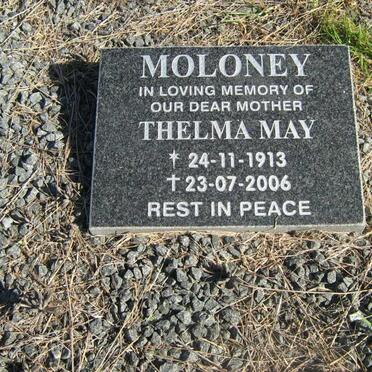 MOLONEY
IN LOVING MEMORY OF
OUR DEAR MOTHER
THELMA MAY
* 24-11-1913
† 23-07-2006
REST IN PEACE